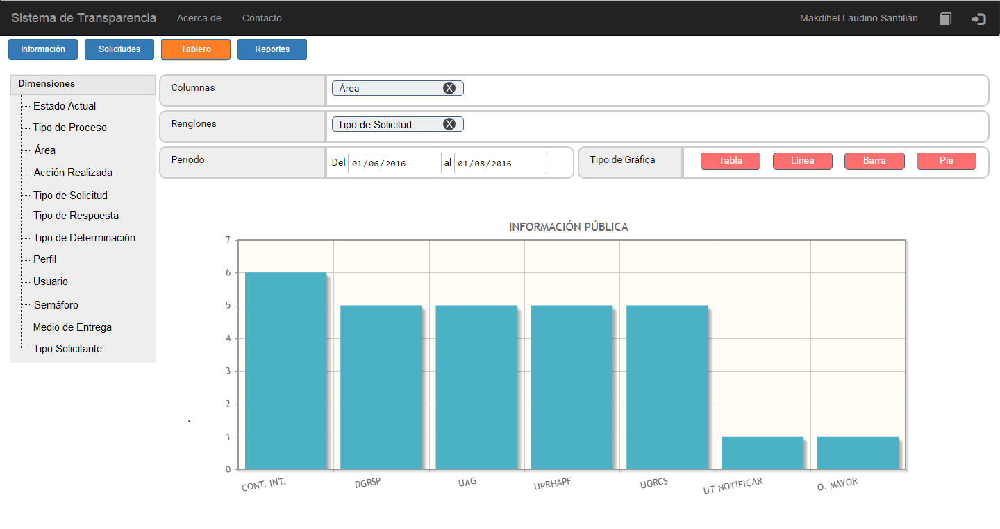 Sistema de Transparencia Acerca de Contacto Makdihel Laudino Santillán
Información Solicitudes Tablero Reportes
Dimensiones
Estado Actual
Tipo de Proceso
Área
Acción Realizada
Tipo de Solicitud
Tipo de Respuesta
Tipo de Determinación
Perfil
Usuario
Semáforo
Medio de Entrega
Tipo Solicitante
Columnas Área X
Renglones Tipo de Solicitud X
Periodo Del 01/06/2016 al 01/08/2016 Tipo de Gráfica Tabla Linea Barra Pie
INFORMACIÓN PÚBLICA
7
6
5
4
3
2
1
0
CONT. INT. DGRSP UAG UPRHAPF UORCS UT NOTIFICAR O. MAYOR